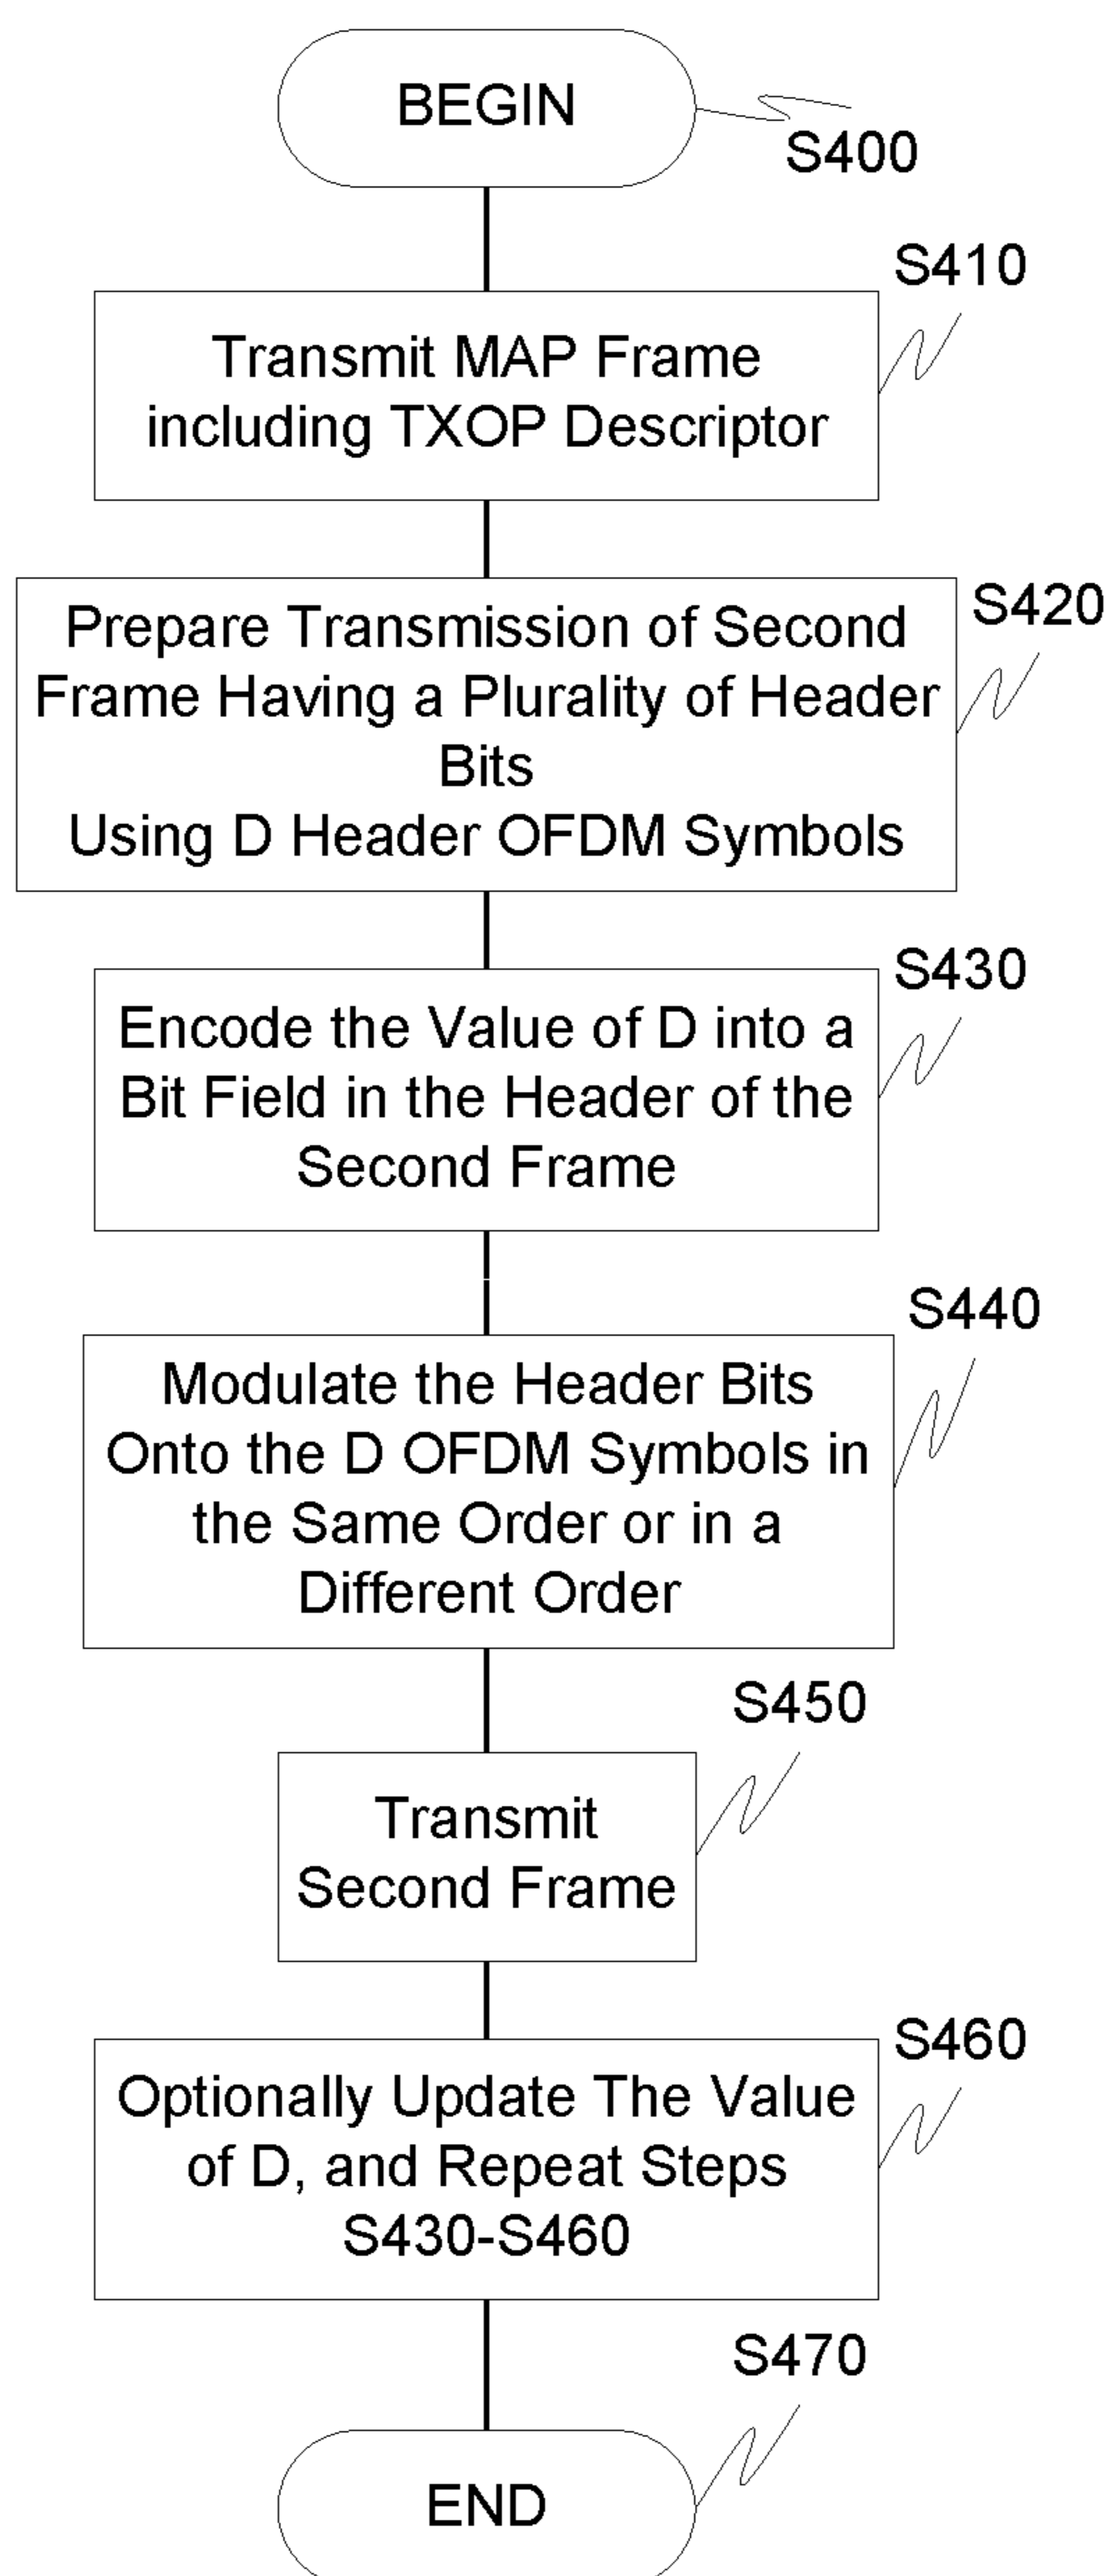 BEGIN
S400
S410
Transmit MAP Frame
including TXOP Descriptor
S420
Prepare Transmission of Second
Frame Having a Plurality of Header
Bits
Using D Header OFDM Symbols
S430
Encode the Value of D into a
Bit Field in the Header of the
Second Frame
S440
Modulate the Header Bits
Onto the D OFDM Symbols in
the Same Order or in a
Different Order
S450
Transmit
Second Frame
S460
Optionally Update The Value
of D, and Repeat Steps
S430-S460
S470
END